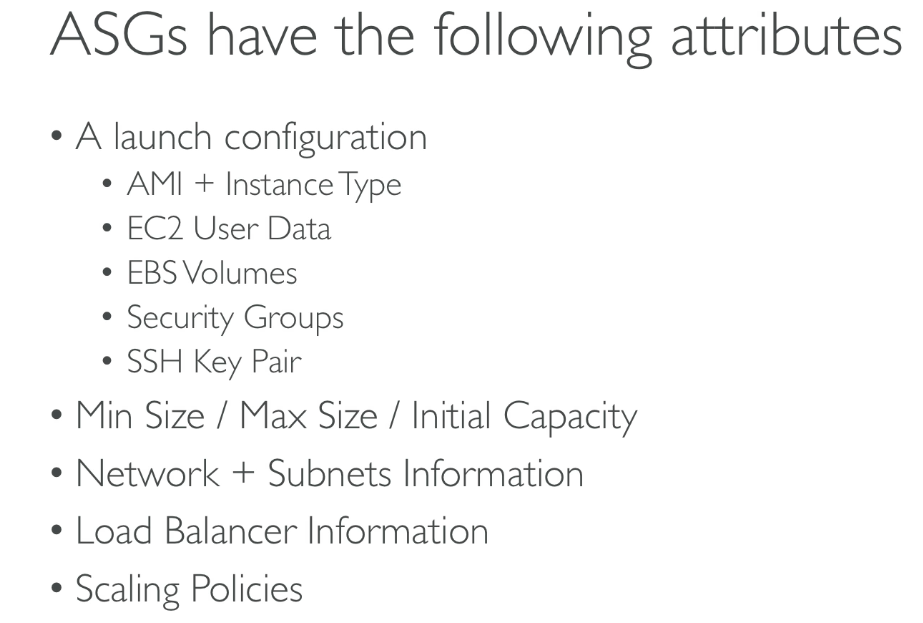 ASGs have the following attributes
• A launch configuration
• AMI + Instance Type
• EC2 User Data
• EBS Volumes
• Security Groups
• SSH Key Pair
• Min Size / Max Size / Initial Capacity
• Network + Subnets Information
• Load Balancer Information
• Scaling Policies